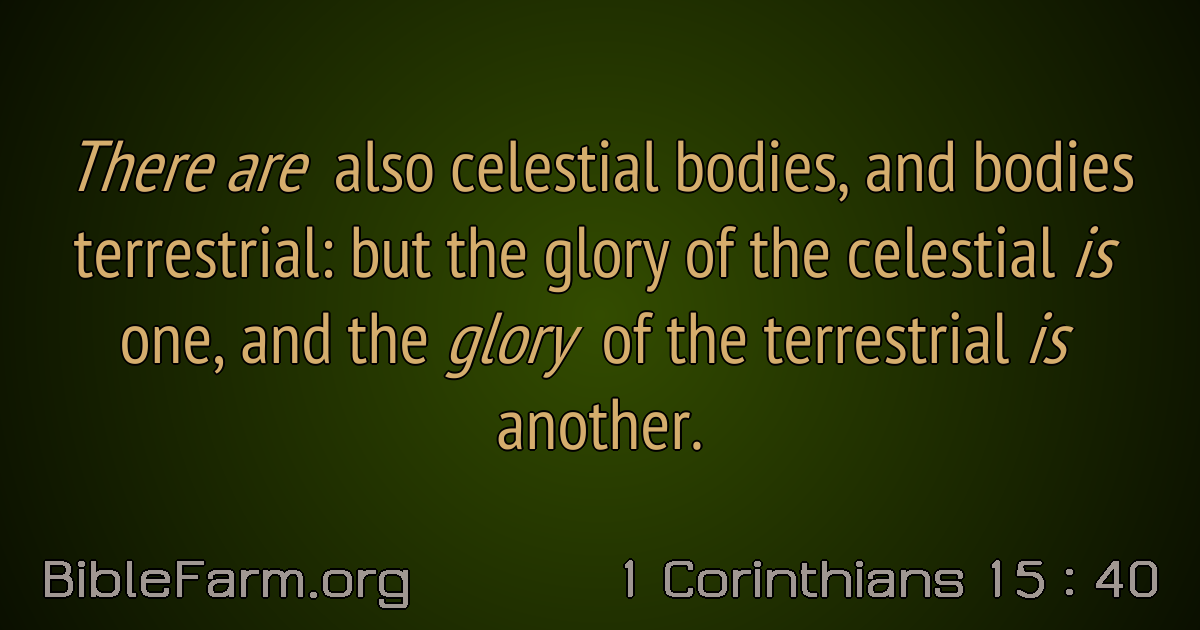 There are also celestial bodies, and bodies
terrestrial: but the glory of the celestial is
one, and the glory of the terrestrial is
another.
BibleFarm.org
1 Corinthians 15 : 40